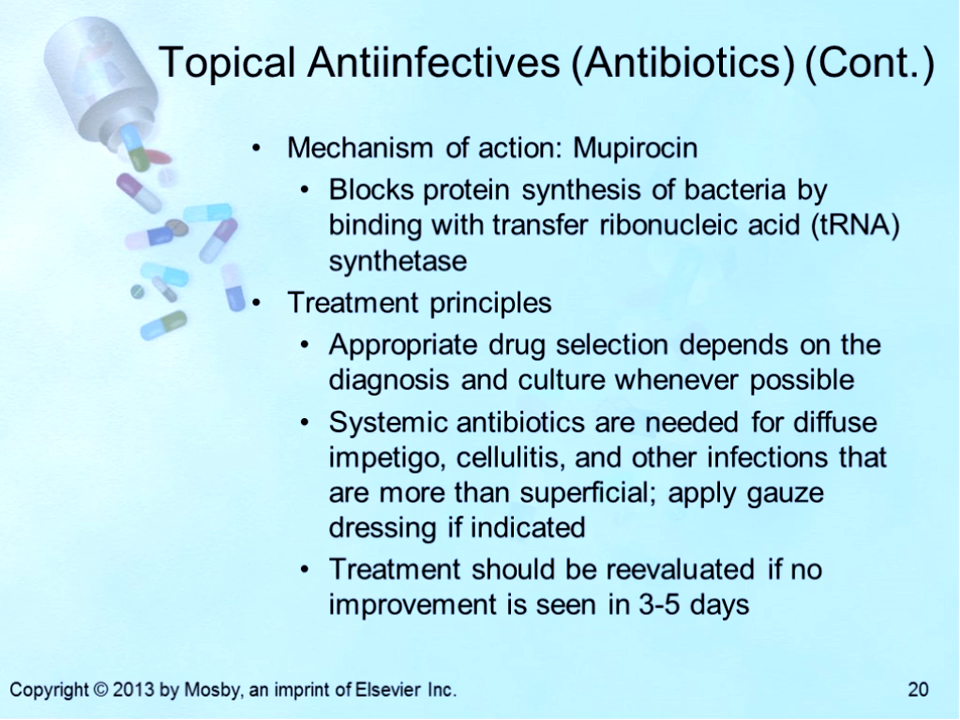 Topical Antiinfectives (Antibiotics) (Cont.)
• Mechanism of action: Mupirocin
• Blocks protein synthesis of bacteria by
binding with transfer ribonucleic acid (tRNA)
synthetase
• Treatment principles
• Appropriate drug selection depends on the
diagnosis and culture whenever possible
• Systemic antibiotics are needed for diffuse
impetigo, cellulitis, and other infections that
are more than superficial; apply gauze
dressing if indicated
• Treatment should be reevaluated if no
improvement is seen in 3-5 days
Copyright © 2013 by Mosby, an imprint of Elsevier Inc.
20